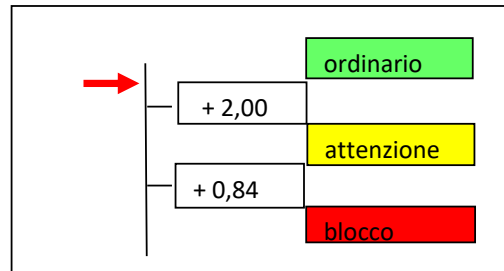 ordinario
+ 2,00
attenzione
+ 0,84
blocco